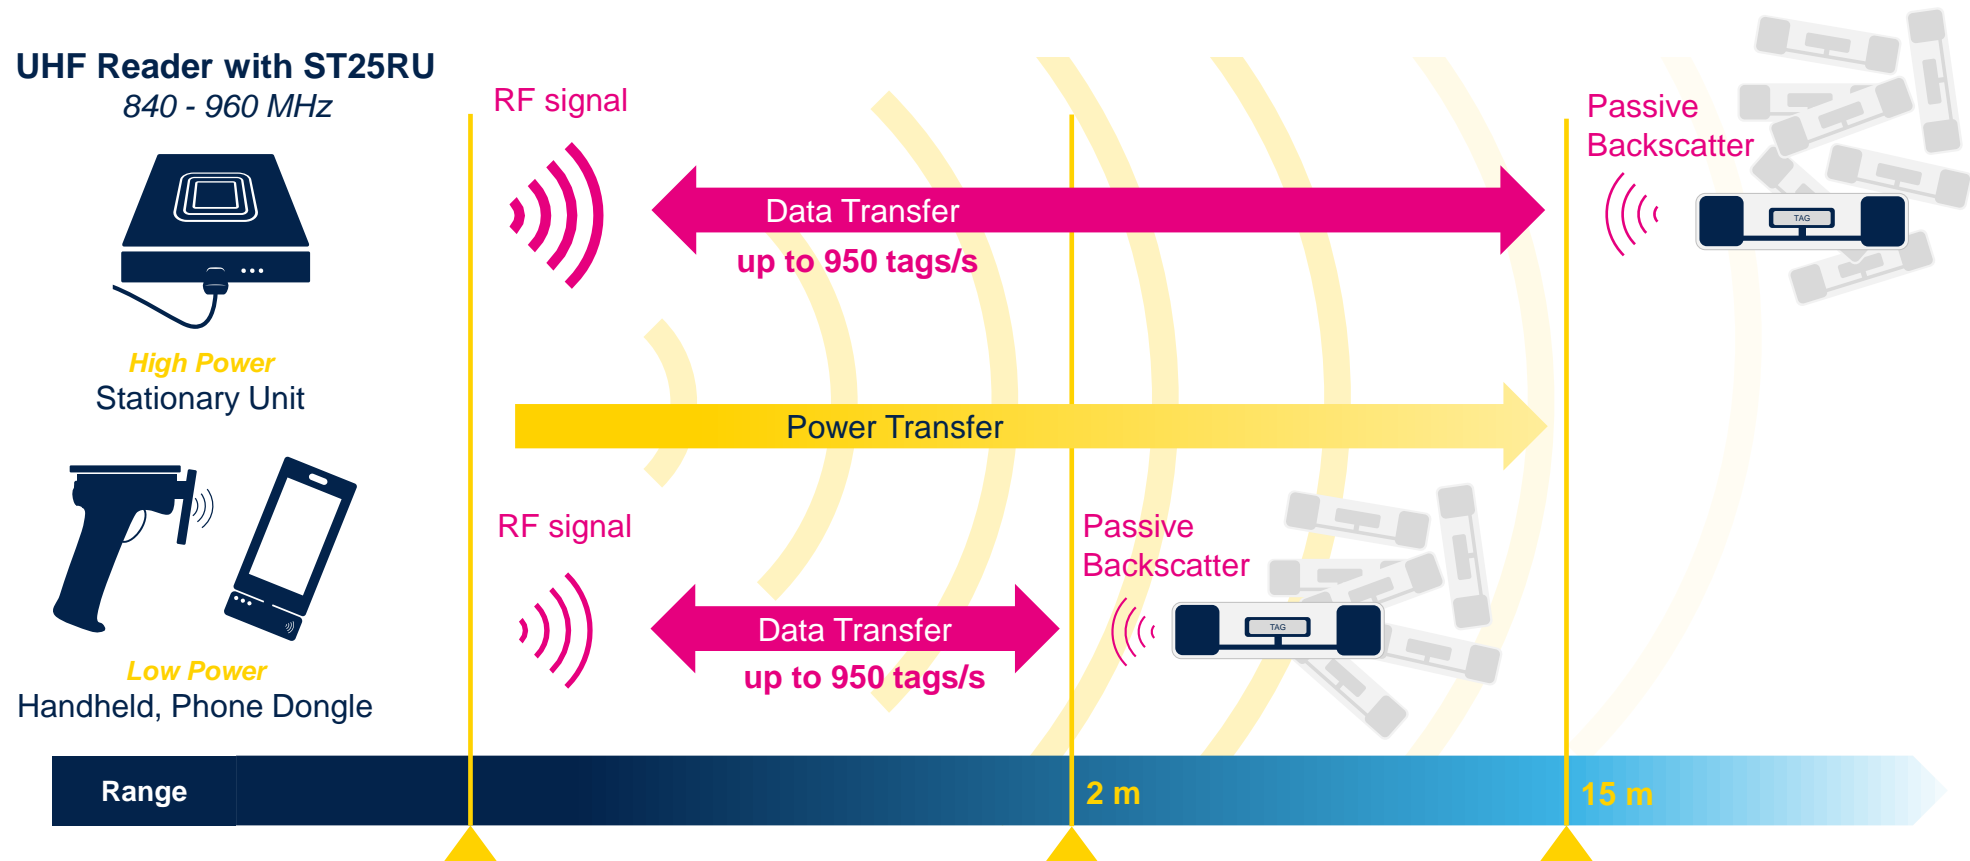 UHF Reader with ST25RU
840 - 960 MHz
High Power
Stationary Unit
Low Power
Handheld, Phone Dongle
RF signal
Data Transfer
up to 950 tags/s
Passive
Backscatter
TAG
Power Transfer
RF signal
Data Transfer
up to 950 tags/s
Passive
Backscatter
TAG
Range
2 m
15 m